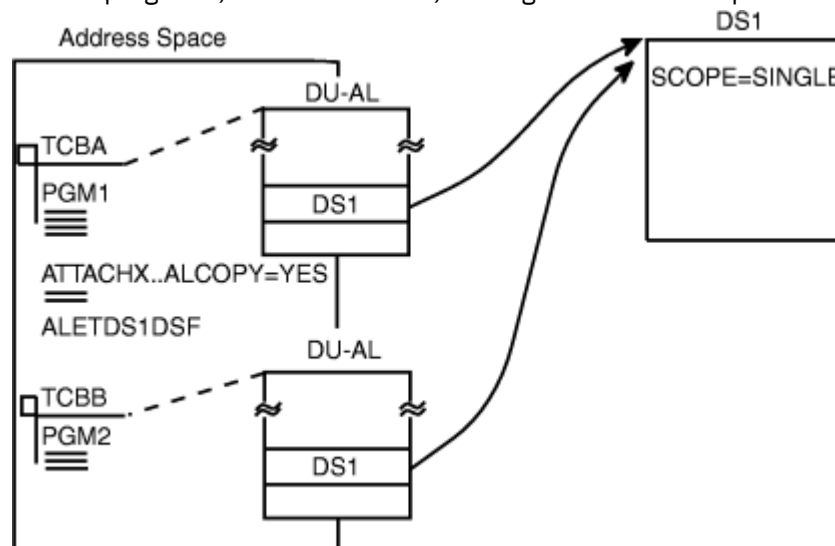 DS1
Address Space
SCOPE=SINGLE
DU-AL
TCBA
PGM1
DS1
ATTACHX..ALCOPY=YES
ALETDS1DSF
DU-AL
TCBB
PGM2
DS1